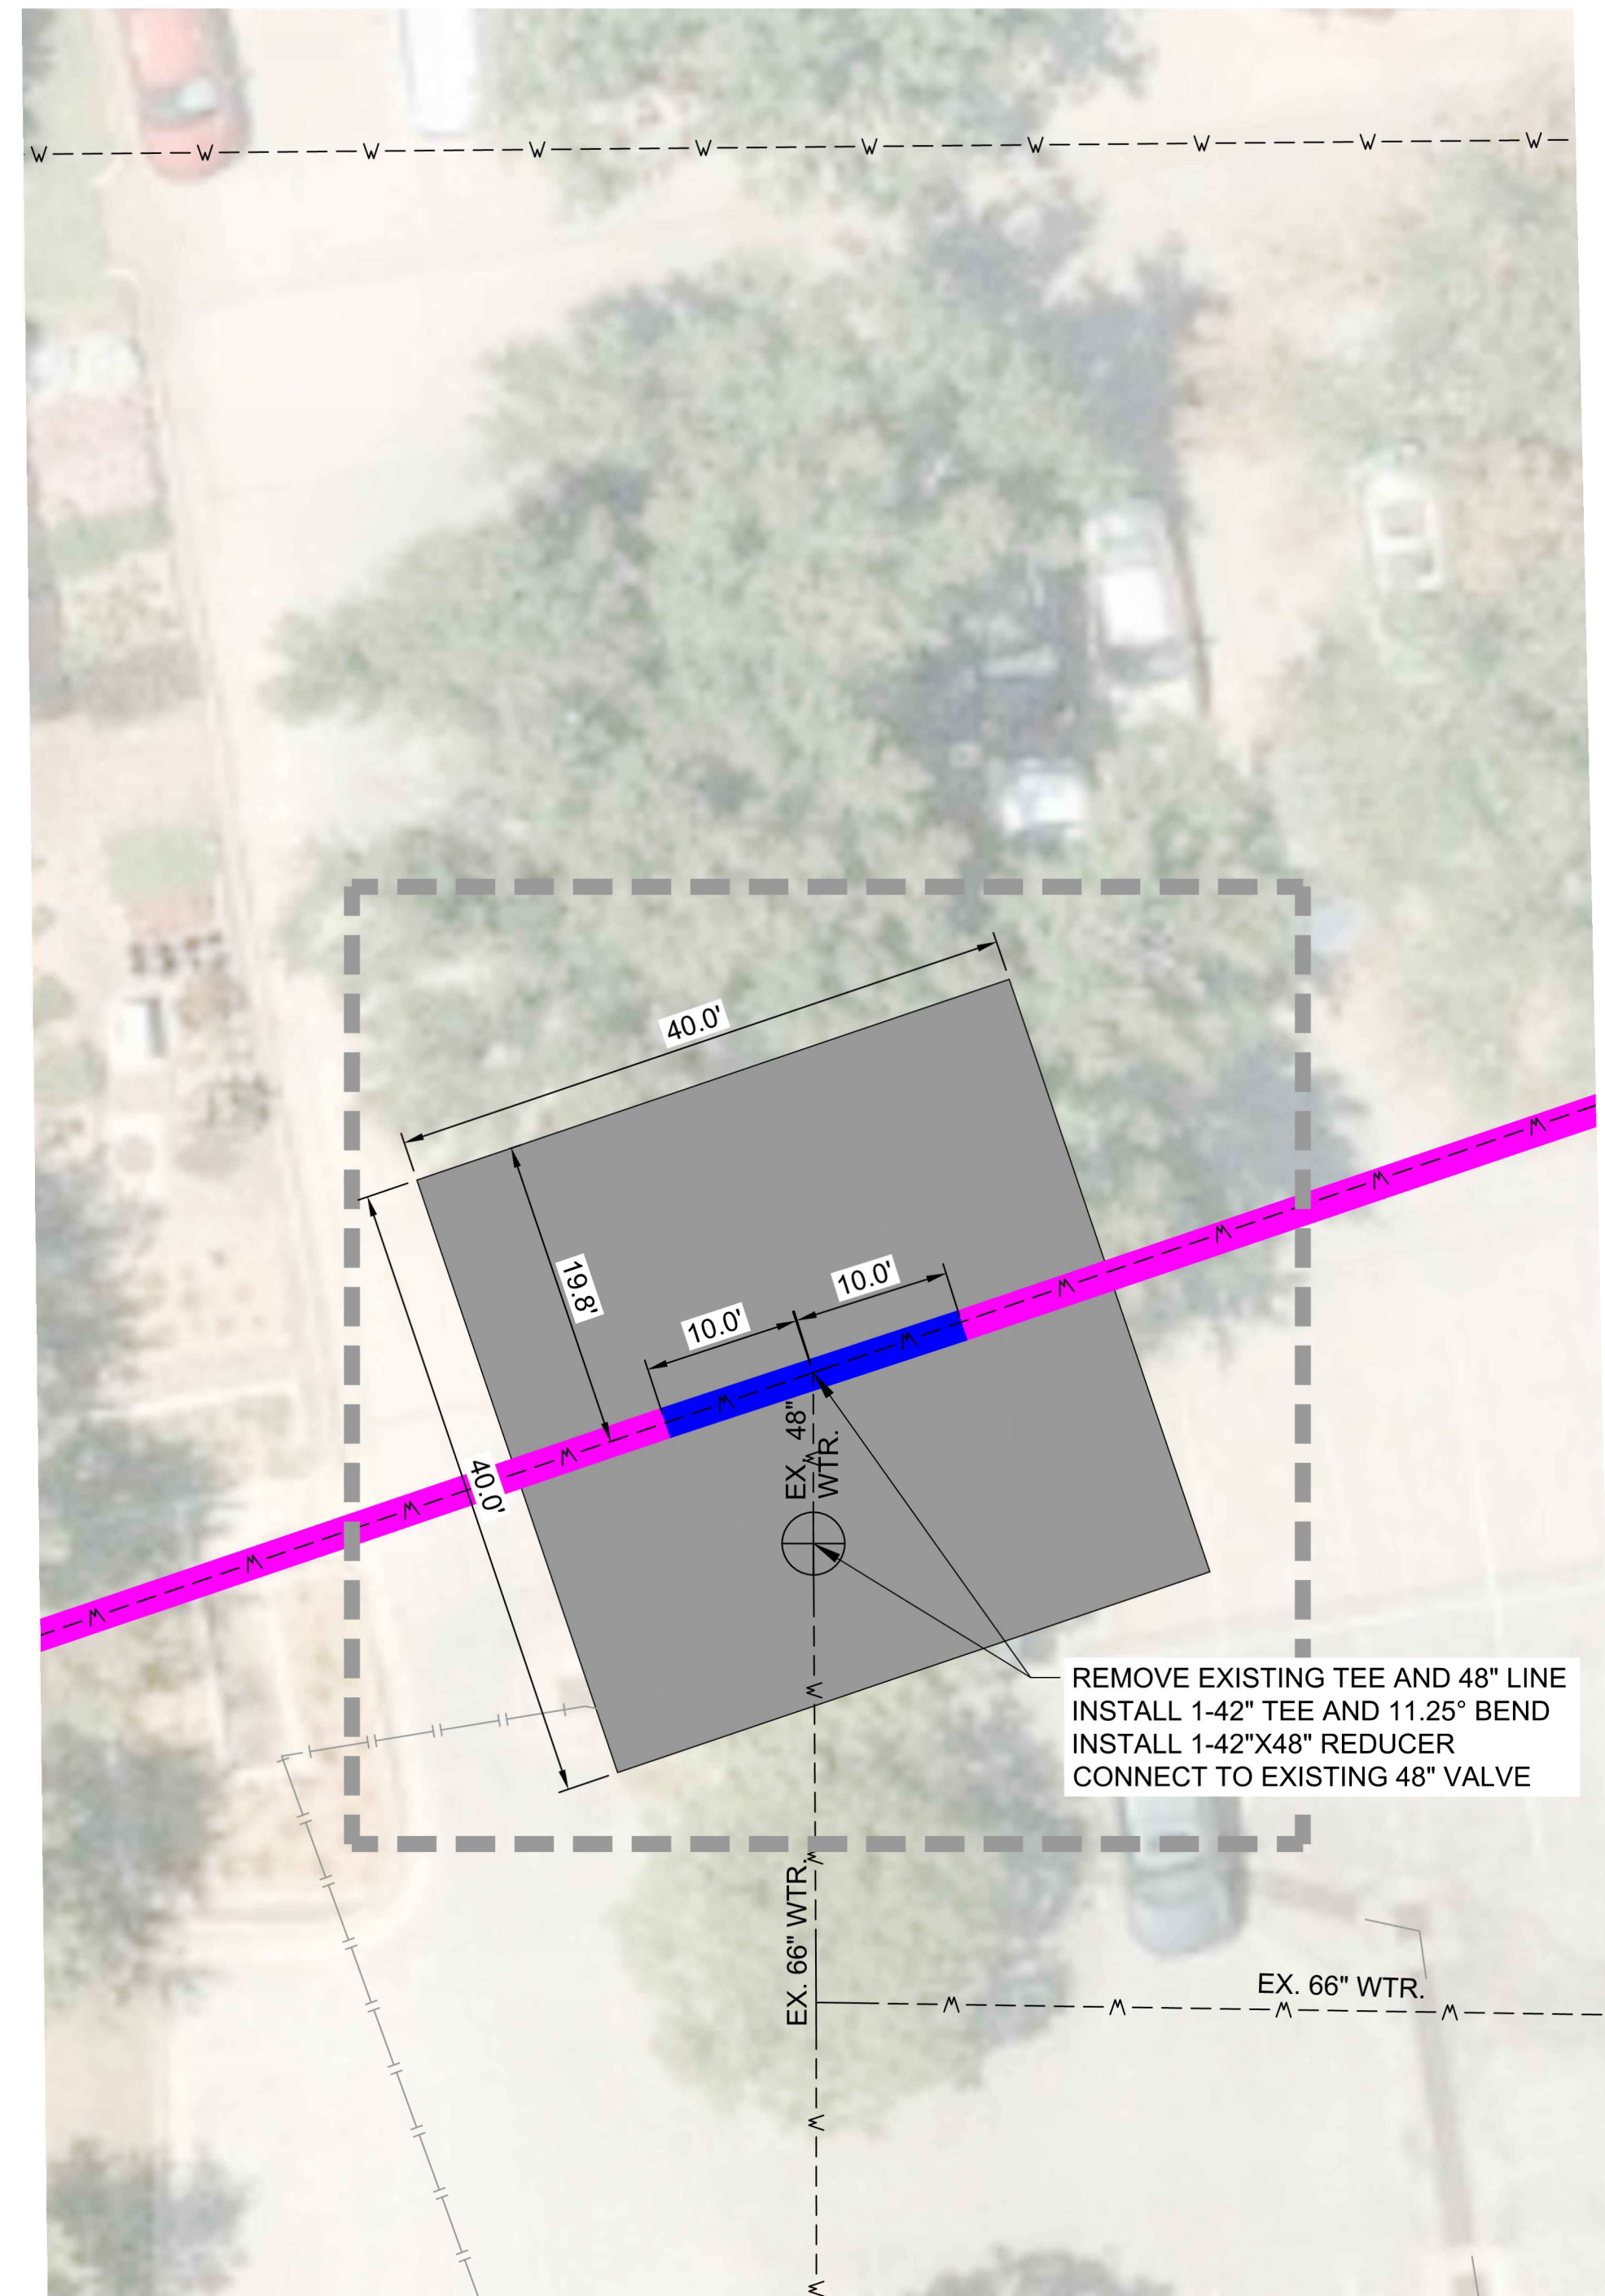 W W W W W W W W W W
40.0'
19.8'
10.0'
10.0'
40.0'
W W W W W W W W W W
EX. 48"
WTR.
W
W
REMOVE EXISTING TEE AND 48" LINE
INSTALL 1-42" TEE AND 11.25° BEND
INSTALL 1-42"X48" REDUCER
CONNECT TO EXISTING 48" VALVE
W
EX. 66" WTR.
EX. 66" WTR.
W W W W
W
W